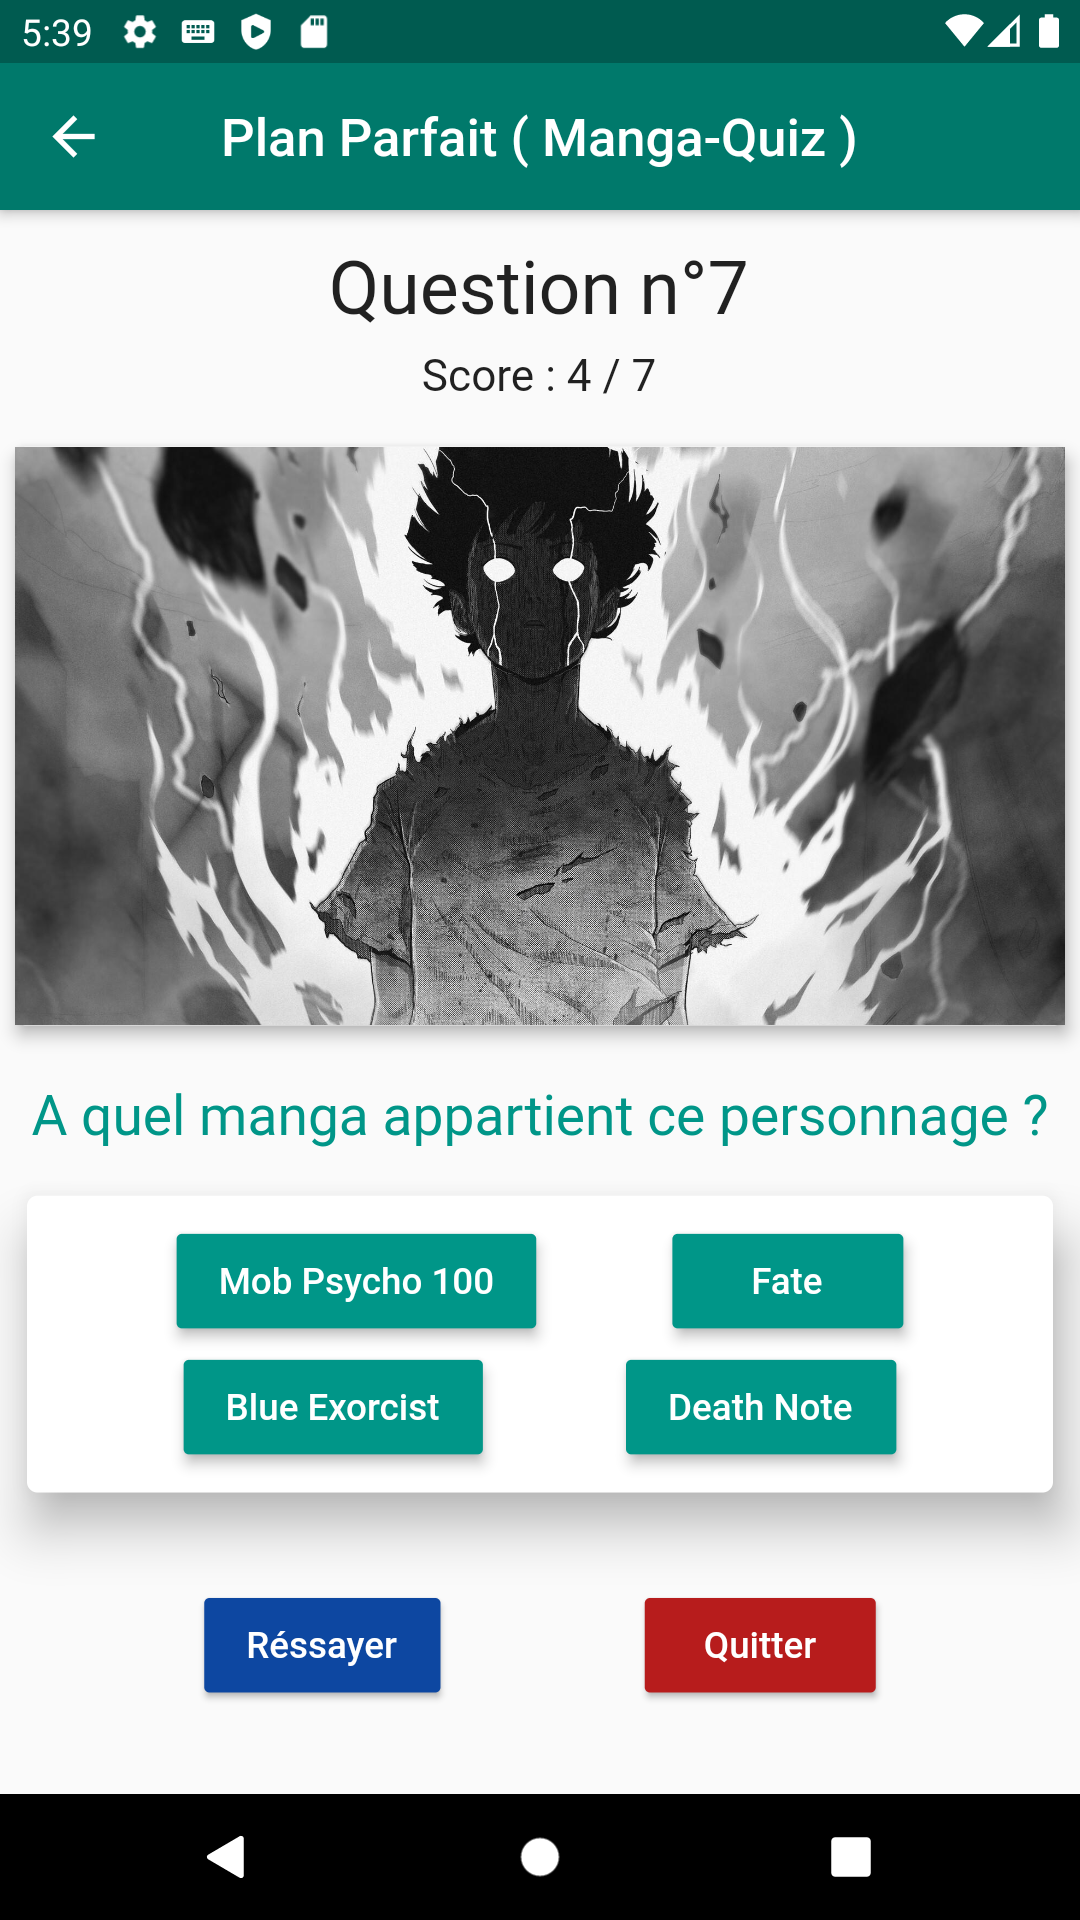 5:39
Plan Parfait ( Manga-Quiz )
Question n°7
Score : 4 / 7
A quel manga appartient ce personnage ?
Mob Psycho 100
Fate
Blue Exorcist
Death Note
Réssayer
Quitter